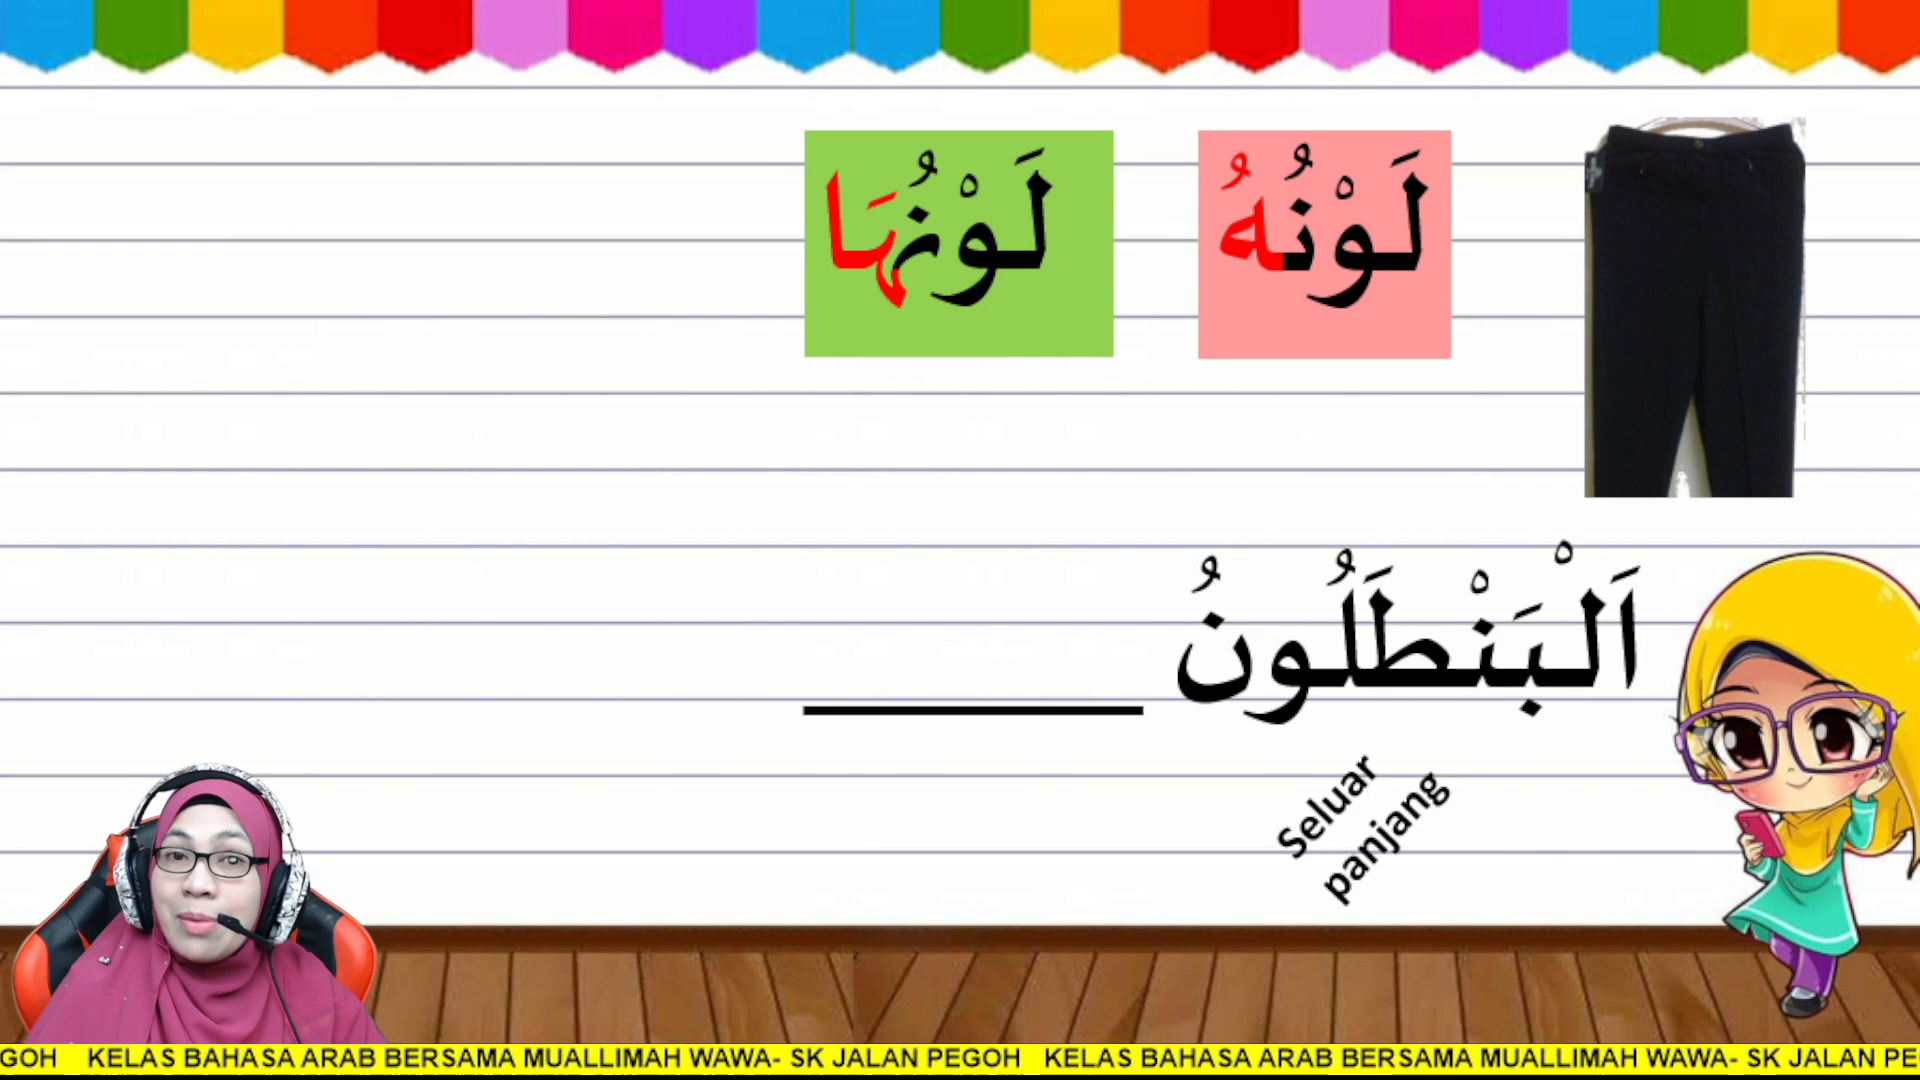 لَوْنُهُ
لَوْنُهَا
اَلْبَنْطَلُونُ ________
Seluar
panjang
GOH KELAS BAHASA ARAB BERSAMA MUALLIMAH WAWA- SK JALAN PEGOH KELAS BAHASA ARAB BERSAMA MUALLIMAH WAWA- SK JALAN PE